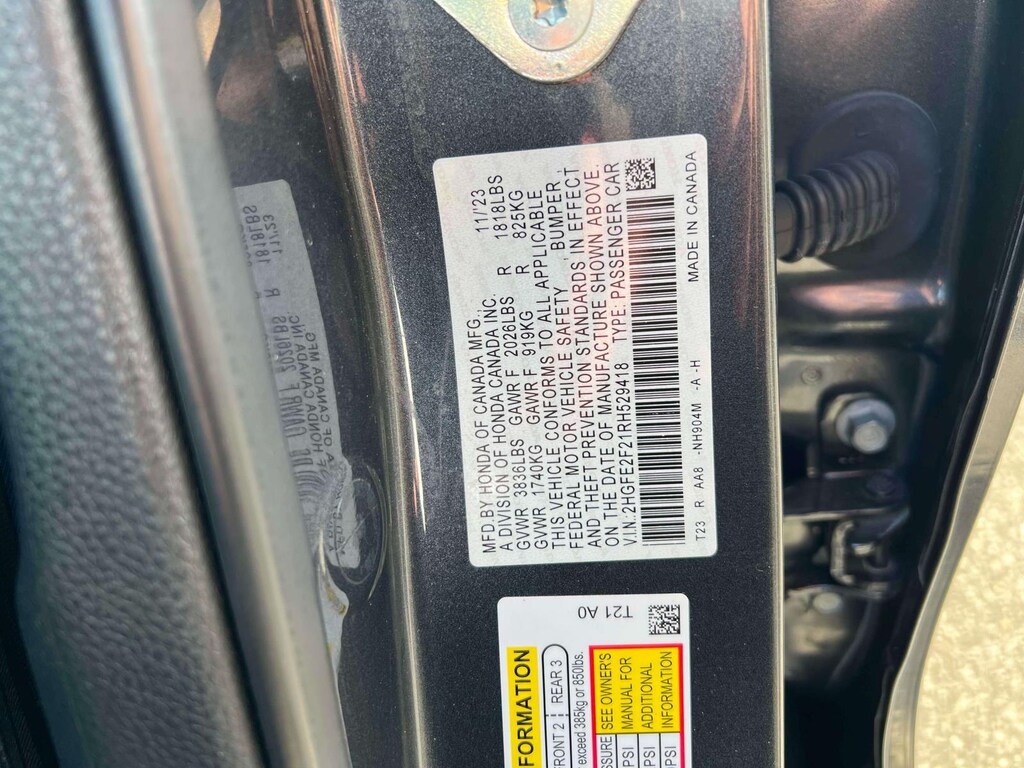 MFD.BY HONDA OF CANADA MFG., 11/23
A DIVISION OF HONDA CANADA INC.
GVWR 3836LBS GAWR F 2026LBS R 1818LBS
GVWR 1740KG GAWR F 919KG R 825KG
THIS VEHICLE CONFORMS TO ALL APPLICABLE
FEDERAL MOTOR VEHICLE SAFETY , BUMPER ,
AND THEFT PREVENTION STANDARDS IN EFFECT
ON THE DATE OF MANUFACTURE SHOWN ABOVE.
V.I.N.:2HGFE2F21RH529418 TYPE:PASSENGER CAR
T23 R AA8 -NH904M -A -H MADE IN CANADA
T21 A0
FORMATION
FRONT 2 REAR 3
exceed 385kg or 850lbs.
SSURE SEE OWNER'S
PSI MANUAL FOR
PSI ADDITIONAL
PSI INFORMATION